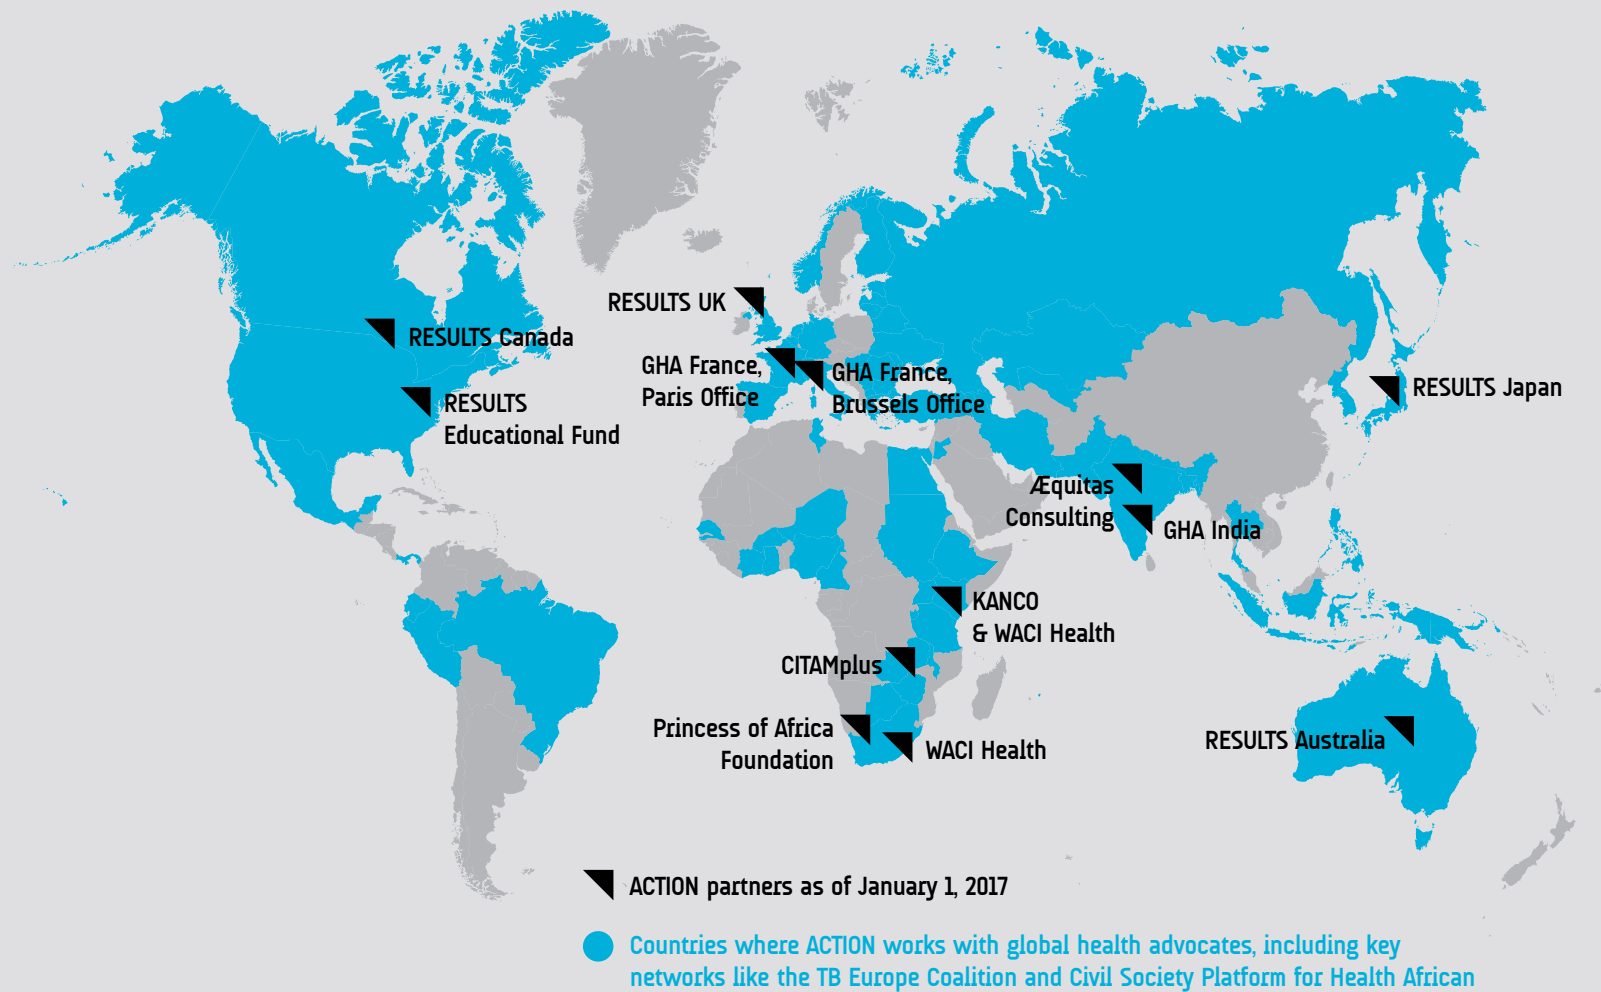 RESULTS UK
RESULTS Canada
GHA France,
Paris Office
GHA France,
Brussels Office
RESULTS Japan
RESULTS
Educational Fund
Æquitas
Consulting
GHA India
KANCO
& WACI Health
CITAMplus
Princess of Africa
Foundation
WACI Health
RESULTS Australia
ACTION partners as of January 1, 2017
Countries where ACTION works with global health advocates, including key
networks like the TB Europe Coalition and Civil Society Platform for Health African